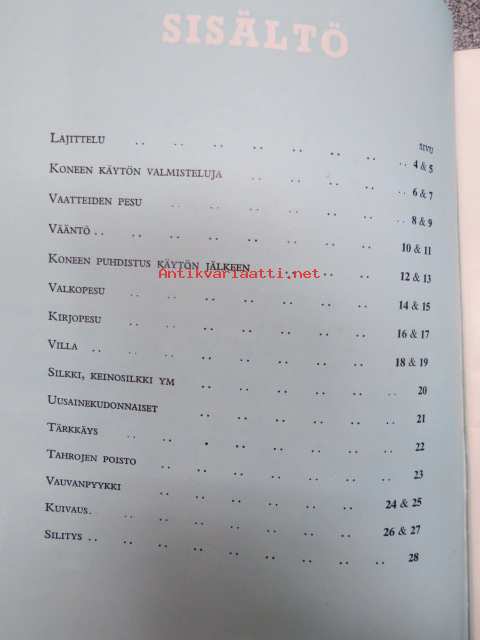 SISÄLTÖ
SIVU
LAJITTELU .. .. .. .. .. .. .. 4 & 5
KONEEN KÄYTÖN VALMISTELUJA .. .. .. .. 6 & 7
VAATTEIDEN PESU .. .. .. .. .. .. 8 & 9
VÄÄNTÖ .. .. .. .. .. .. .. .. 10 & 11
KONEEN PUHDISTUS KÄYTÖN JÄLKEEN .. .. .. 12 & 13
Antikvariaatti.net
VALKOPESU .. .. .. .. .. .. .. 14 & 15
KIRJOPESU .. .. .. .. .. .. .. 16 & 17
VILLA .. .. .. .. .. .. .. .. 18 & 19
SILKKI, KEINOSILKKI YM .. .. .. .. .. 20
UUSAINEKUDONNAISET .. .. .. .. .. 21
TÄRKKÄYS .. .. .. .. .. .. .. 22
TAHROJEN POISTO .. .. .. .. .. .. 23
VAUVANPYYKKI .. .. .. .. .. .. 24 & 25
KUIVAUS. .. .. .. .. .. .. .. 26 & 27
SILITYS .. .. .. .. .. .. .. .. 28